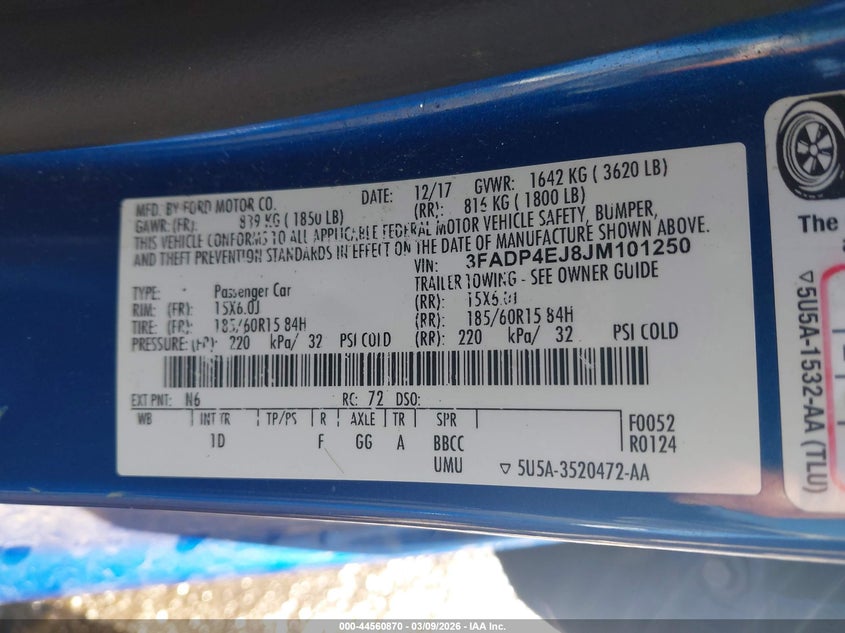 MFD. BY FORD MOTOR CO. DATE: 12/17 GVWR: 1642 KG ( 3620 LB)
GAWR: (FR): 839 KG ( 1850 LB) (RR): 816 KG ( 1800 LB)
THIS VEHICLE CONFORMS TO ALL APPLICABLE FEDERAL MOTOR VEHICLE SAFETY, BUMPER,
AND THEFT PREVENTION STANDARDS IN EFFECT ON THE DATE OF MANUFACTURE SHOWN ABOVE.
VIN: 3FADP4EJ8JM101250
TYPE: Passenger Car TRAILER TOWING - SEE OWNER GUIDE
RIM: (FR): 15X6.0J (RR): 15X6.0J
TIRE: (FR): 185/60R15 84H (RR): 185/60R15 84H
PRESSURE: (FR): 220 kPa/ 32 PSI COLD (RR): 220 kPa/ 32 PSI COLD
EXT PNT: N6 RC: 72 DSO:
WB INT TR TP/PS R AXLE TR SPR F0052
1D F GG A BBCC R0124
UMU ▽ 5U5A-3520472-AA
The
▽ 5U5A-1532-AA (TLU)
000-44560870 - 03/09/2026 - IAA Inc.